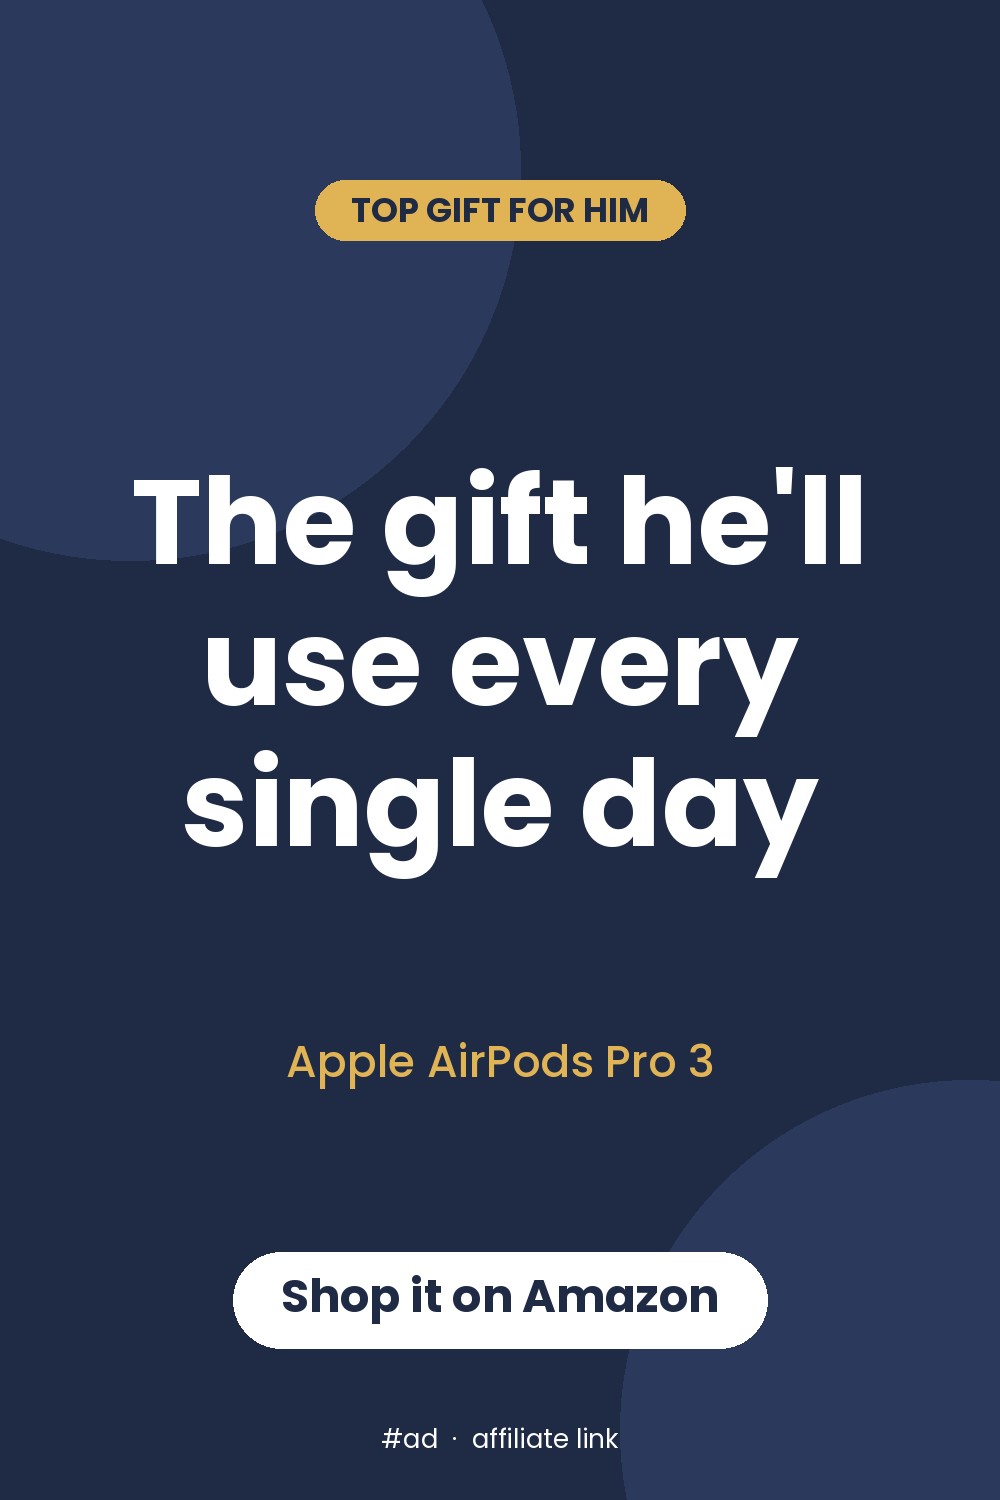 TOP GIFT FOR HIM
The gift he'll
use every
single day
Apple AirPods Pro 3
Shop it on Amazon
#ad · affiliate link